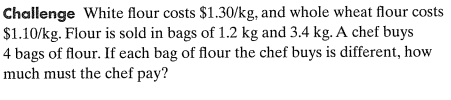 Challenge White flour costs $1.30/kg, and whole wheat flour costs
$1.10/kg. Flour is sold in bags of 1.2 kg and 3.4 kg. A chef buys
4 bags of flour. If each bag of flour the chef buys is different, how
much must the chef pay?